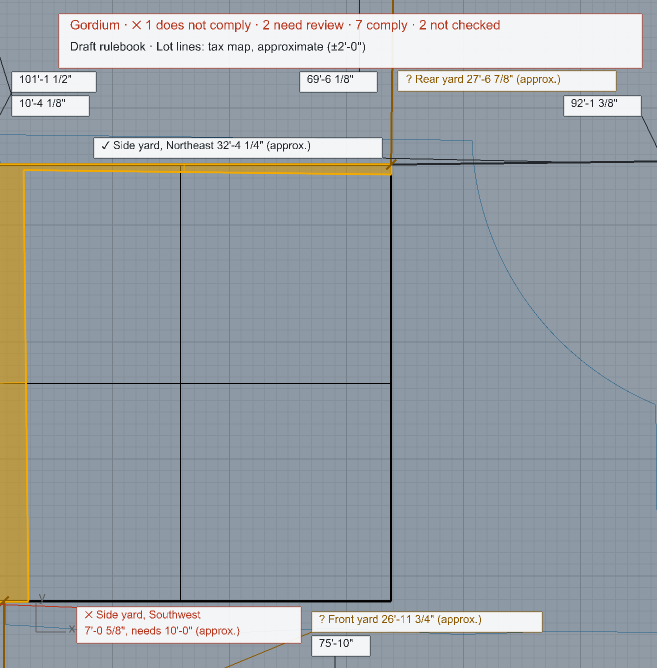 Gordium · ✕ 1 does not comply · 2 need review · 7 comply · 2 not checked
Draft rulebook · Lot lines: tax map, approximate (±2'-0")
101'-1 1/2"
69'-6 1/8"
? Rear yard 27'-6 7/8" (approx.)
10'-4 1/8"
92'-1 3/8"
✓ Side yard, Northeast 32'-4 1/4" (approx.)
Y
X
✕ Side yard, Southwest
7'-0 5/8", needs 10'-0" (approx.)
? Front yard 26'-11 3/4" (approx.)
75'-10"